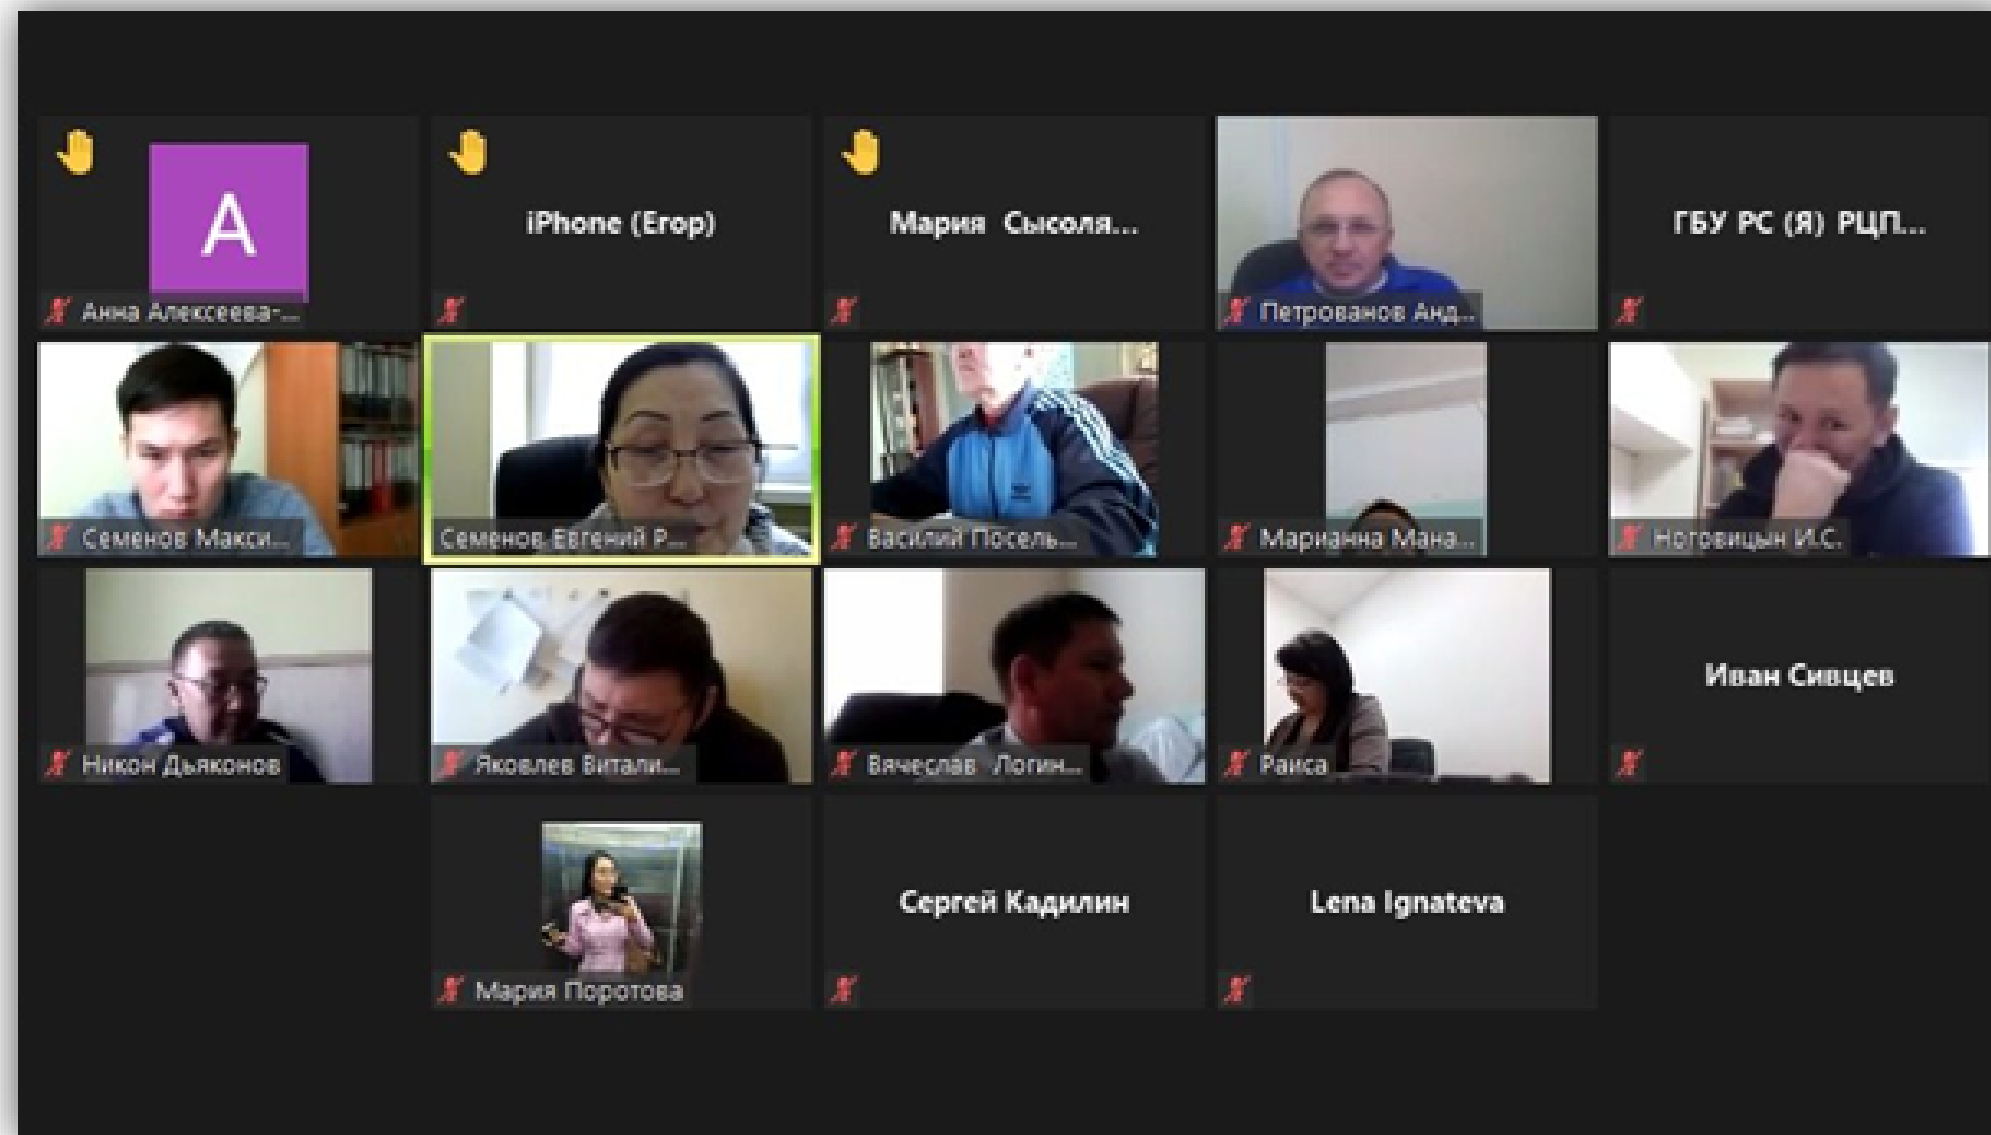 A
Анна Алексеева-...
iPhone (Егор)
Мария Сысоля...
Петрованов Анд...
ГБУ РС (Я) РЦП...
Семенов Макси...
Семенов Евгений Р...
Василий Посель...
Марианна Мана...
Ноговицын И.С.
Никон Дьяконов
Яковлев Витали...
Вячеслав Логин...
Раиса
Иван Сивцев
Мария Поротова
Сергей Кадилин
Lena Ignateva